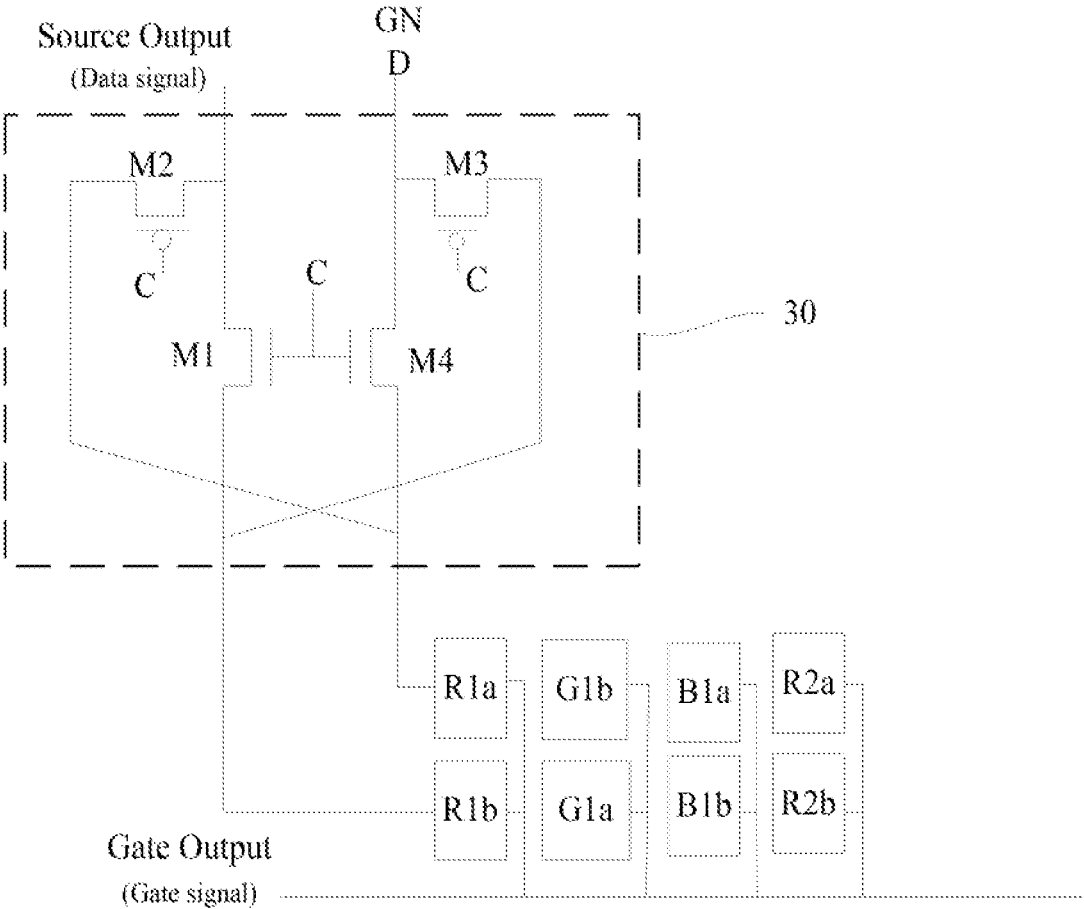 Source Output
(Data signal)
GN
D
M2
M3
C
C
C
30
M1
M4
R1a
G1b
B1a
R2a
R1b
G1a
B1b
R2b
Gate Output
(Gate signal)